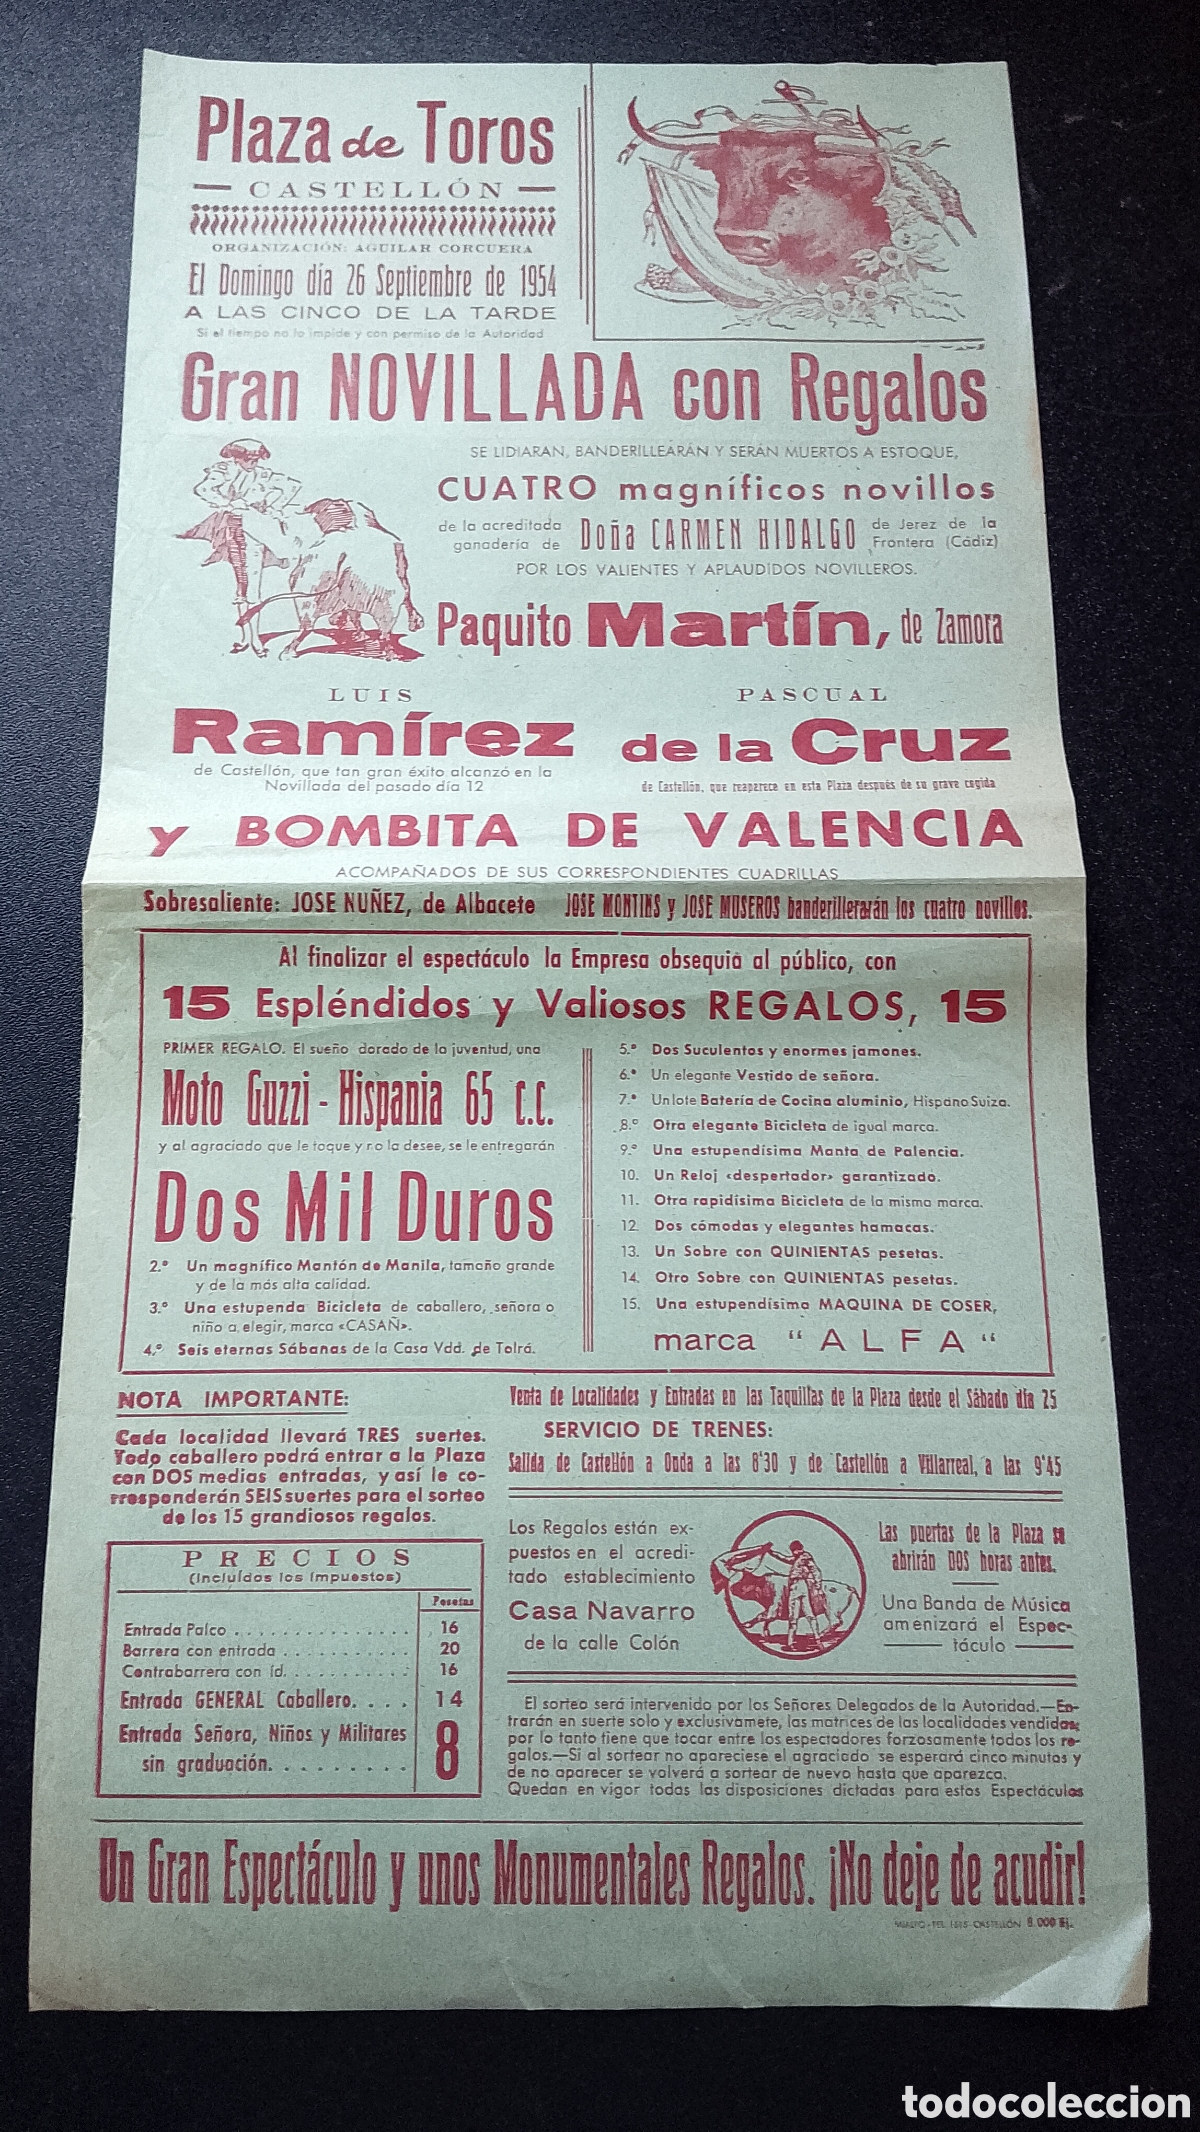 Plaza de Toros
CASTELLÓN
ORGANIZACIÓN: AGUILAR CORCUERA
El Domingo día 26 Septiembre de 1954
A LAS CINCO DE LA TARDE
Si el tiempo no lo impide y con permiso de la Autoridad
Gran NOVILLADA con Regalos
SE LIDIARAN, BANDERILLEARÁN Y SERÁN MUERTOS A ESTOQUE,
CUATRO magníficos novillos
de la acreditada ganadería de Doña CARMEN HIDALGO de Jerez de la Frontera (Cádiz)
POR LOS VALIENTES Y APLAUDIDOS NOVILLEROS.
Paquito Martín, de Zamora
LUIS
Ramírez
de Castellón, que tan gran éxito alcanzó en la
Novillada del pasado día 12
PASCUAL
de la Cruz
de Castellón, que reaparece en esta Plaza después de su grave cogida
y BOMBITA DE VALENCIA
ACOMPAÑADOS DE SUS CORRESPONDIENTES CUADRILLAS
Sobresaliente: JOSE NUÑEZ, de Albacete JOSE MONTINS y JOSE MUSEROS banderillerarán los cuatro novillos.
Al finalizar el espectáculo la Empresa obsequia al público, con
15 Espléndidos y Valiosos REGALOS, 15
PRIMER REGALO. El sueño dorado de la juventud, una
Moto Guzzi - Hispania 65 c.c.
y al agraciado que le toque y no la desee, se le entregarán
Dos Mil Duros
2.º Un magnífico Mantón de Manila, tamaño grande
y de la más alta calidad.
3.º Una estupenda Bicicleta de caballero, señora o
niño a elegir, marca «CASAÑ».
4.º Seis eternas Sábanas de la Casa Vdd. de Tolrá.
5.º Dos Suculentos y enormes jamones.
6.º Un elegante Vestido de señora.
7.º Un lote Batería de Cocina aluminio, Hispano Suiza.
8.º Otra elegante Bicicleta de igual marca.
9.º Una estupendísima Manta de Palencia.
10. Un Reloj «despertador» garantizado.
11. Otra rapidísima Bicicleta de la misma marca.
12. Dos cómodas y elegantes hamacas.
13. Un Sobre con QUINIENTAS pesetas.
14. Otro Sobre con QUINIENTAS pesetas.
15. Una estupendísima MAQUINA DE COSER,
marca "ALFA"
NOTA IMPORTANTE:
Cada localidad llevará TRES suertes.
Todo caballero podrá entrar a la Plaza
con DOS medias entradas, y así le co-
rresponderán SEIS suertes para el sorteo
de los 15 grandiosos regalos.
PRECIOS
(Incluídos los Impuestos)
Pesetas
Entrada Palco . . . . . . . . . . . . . . 16
Barrera con entrada . . . . . . . . . . . 20
Contrabarrera con id. . . . . . . . . . . 16
Entrada GENERAL Caballero. . . . 14
Entrada Señora, Niños y Militares
sin graduación. . . . . . . . . 8
Venta de Localidades y Entradas en las Taquillas de la Plaza desde el Sábado día 25
SERVICIO DE TRENES:
Salida de Castellón a Onda a las 8'30 y de Castellón a Villarreal, a las 9'45
Los Regalos están ex-
puestos en el acredi-
tado establecimiento
Casa Navarro
de la calle Colón
Las puertas de la Plaza se
abrirán DOS horas antes.
Una Banda de Música
amenizará el Espec-
táculo
El sorteo será intervenido por los Señores Delegados de la Autoridad.—En-
trarán en suerte solo y exclusivamete, las matrices de las localidades vendidas,
por lo tanto tiene que tocar entre los espectadores forzosamente todos los re-
galos.—Si al sortear no apareciese el agraciado se esperará cinco minutos y
de no aparecer se volverá a sortear de nuevo hasta que aparezca.
Quedan en vigor todas las disposiciones dictadas para estos Espectáculos
Un Gran Espectáculo y unos Monumentales Regalos. ¡No deje de acudir!
MIALFO-TEL. 1515-CASTELLÓN 8.000 Ej.
todocoleccion